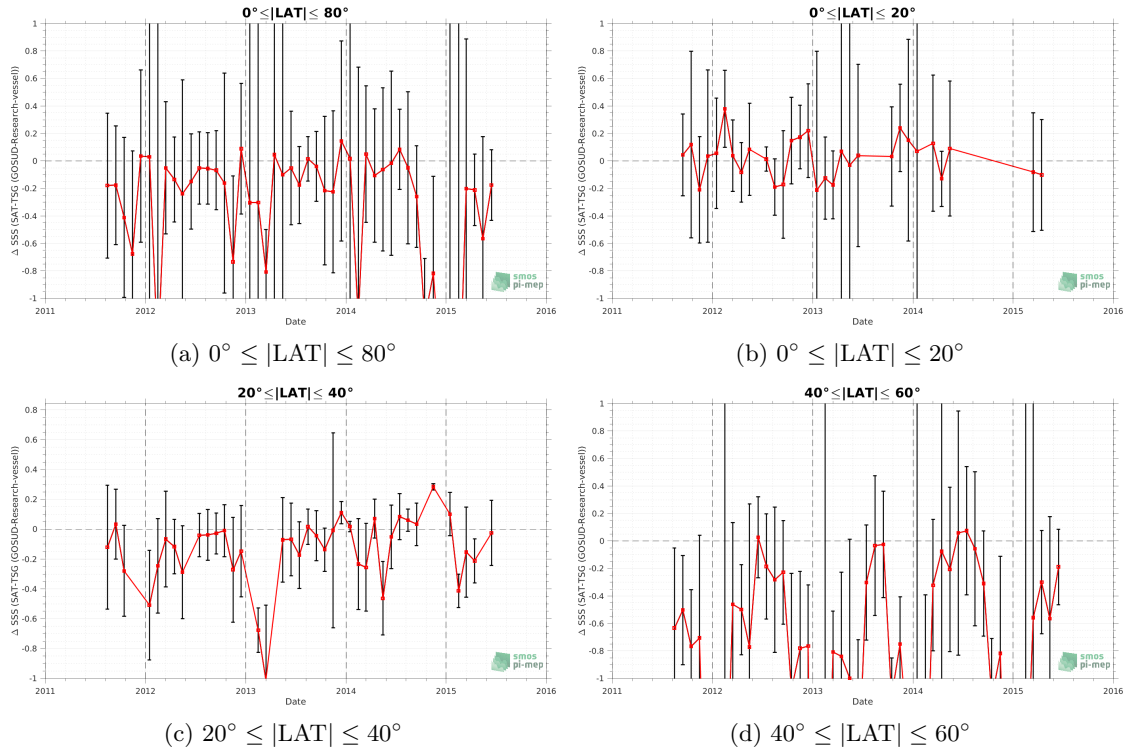 0°≤|LAT|≤ 80°
Δ SSS (SAT-TSG (GOSUD-Research-vessel))
1
0.8
0.6
0.4
0.2
0
-0.2
-0.4
-0.6
-0.8
-1
2011 2012 2013 2014 2015 2016
Date
smos
pi-mep
(a) 0° ≤ |LAT| ≤ 80°
0°≤|LAT|≤ 20°
Δ SSS (SAT-TSG (GOSUD-Research-vessel))
1
0.8
0.6
0.4
0.2
0
-0.2
-0.4
-0.6
-0.8
-1
2011 2012 2013 2014 2015 2016
Date
smos
pi-mep
(b) 0° ≤ |LAT| ≤ 20°
20°≤|LAT|≤ 40°
Δ SSS (SAT-TSG (GOSUD-Research-vessel))
0.8
0.6
0.4
0.2
0
-0.2
-0.4
-0.6
-0.8
-1
2011 2012 2013 2014 2015 2016
Date
smos
pi-mep
(c) 20° ≤ |LAT| ≤ 40°
40°≤|LAT|≤ 60°
Δ SSS (SAT-TSG (GOSUD-Research-vessel))
1
0.8
0.6
0.4
0.2
0
-0.2
-0.4
-0.6
-0.8
-1
2011 2012 2013 2014 2015 2016
Date
smos
pi-mep
(d) 40° ≤ |LAT| ≤ 60°